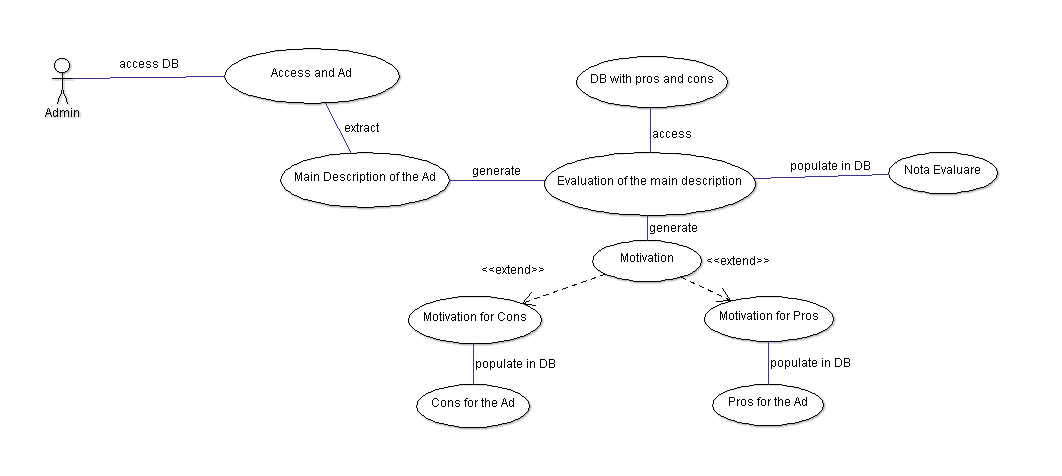 access DB
Access and Ad
DB with pros and cons
Admin
extract
access
Main Description of the Ad
generate
Evaluation of the main description
populate in DB
Nota Evaluare
generate
Motivation
<<extend>>
<<extend>>
Motivation for Cons
Motivation for Pros
populate in DB
populate in DB
Cons for the Ad
Pros for the Ad